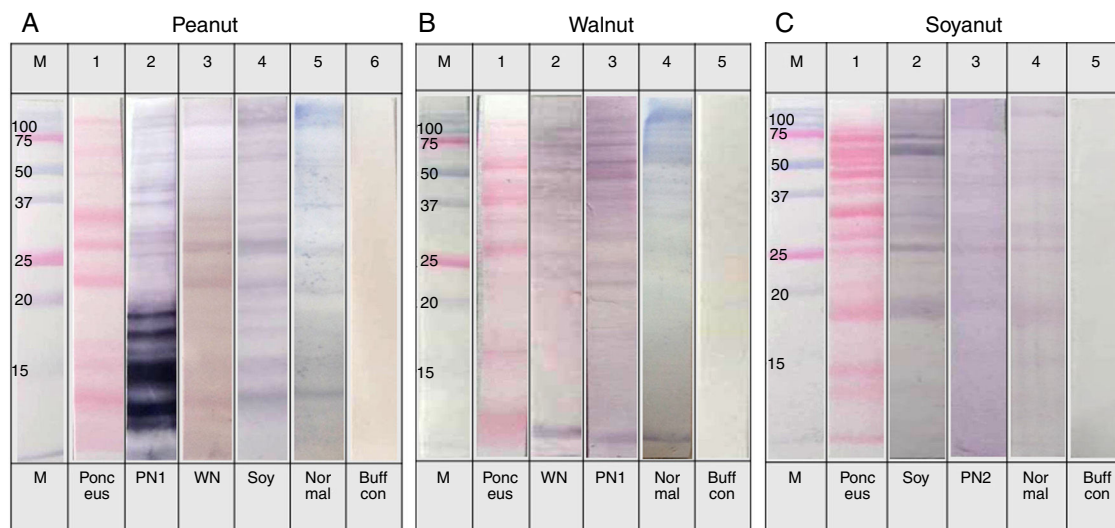 A Peanut
M 1 2 3 4 5 6
100
75
50
37
25
20
15
M Ponc eus PN1 WN Soy Nor mal Buff con
B Walnut
M 1 2 3 4 5
100
75
50
37
25
20
15
M Ponc eus WN PN1 Nor mal Buff con
C Soyanut
M 1 2 3 4 5
100
75
50
37
25
20
15
M Ponc eus Soy PN2 Nor mal Buff con